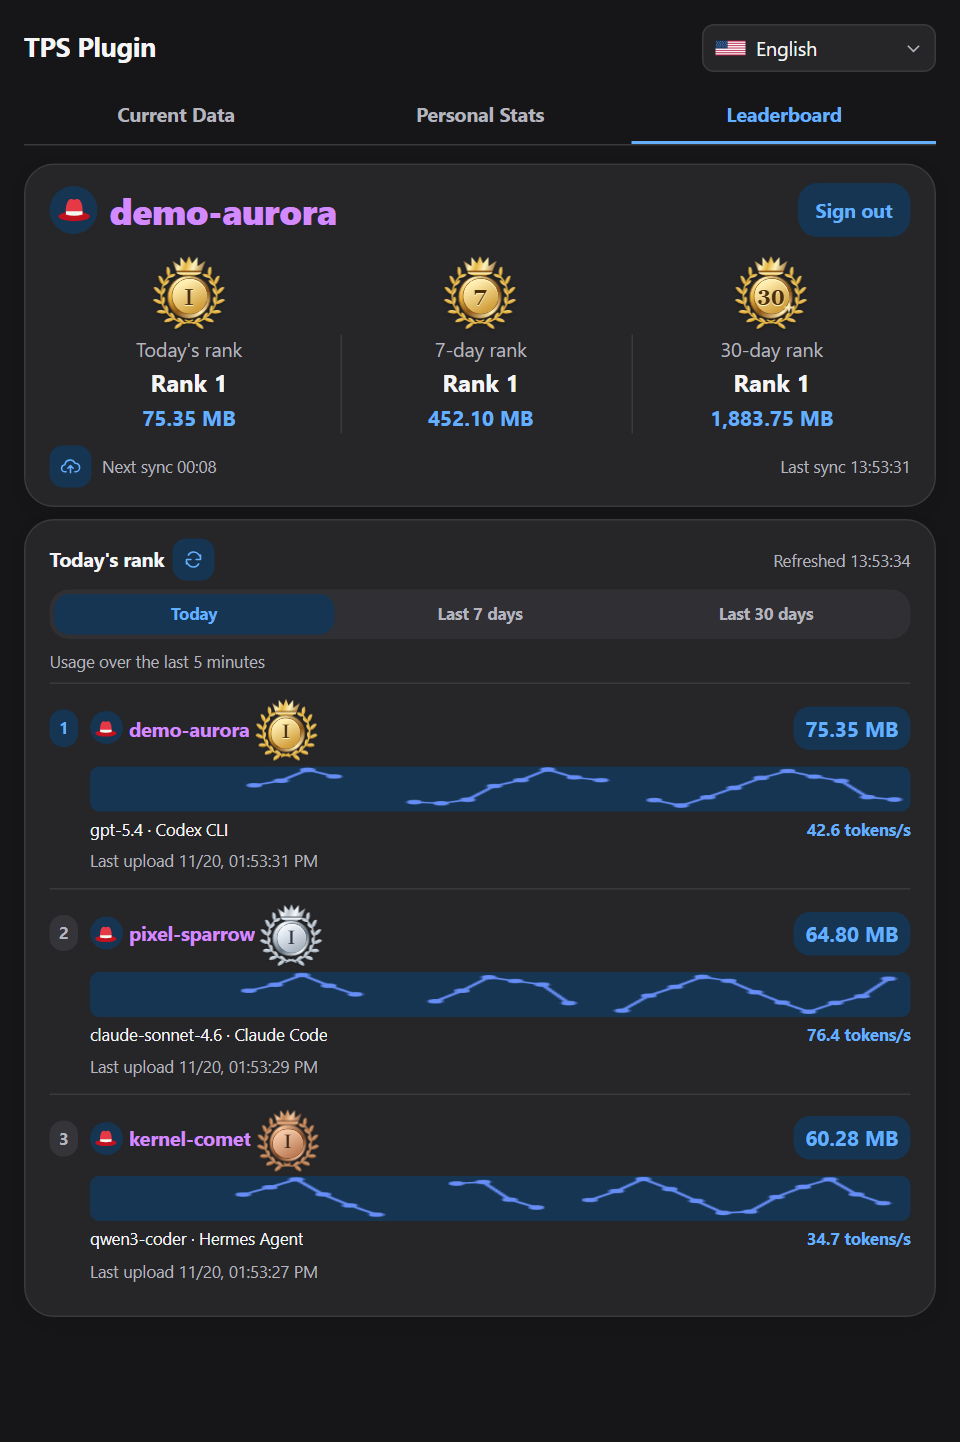 TPS Plugin
English
Current Data
Personal Stats
Leaderboard
demo-aurora
Sign out
I
7
30
Today's rank
7-day rank
30-day rank
Rank 1
Rank 1
Rank 1
75.35 MB
452.10 MB
1,883.75 MB
Next sync 00:08
Last sync 13:53:31
Today's rank
Refreshed 13:53:34
Today
Last 7 days
Last 30 days
Usage over the last 5 minutes
1
demo-aurora
I
75.35 MB
gpt-5.4 · Codex CLI
42.6 tokens/s
Last upload 11/20, 01:53:31 PM
2
pixel-sparrow
I
64.80 MB
claude-sonnet-4.6 · Claude Code
76.4 tokens/s
Last upload 11/20, 01:53:29 PM
3
kernel-comet
I
60.28 MB
qwen3-coder · Hermes Agent
34.7 tokens/s
Last upload 11/20, 01:53:27 PM